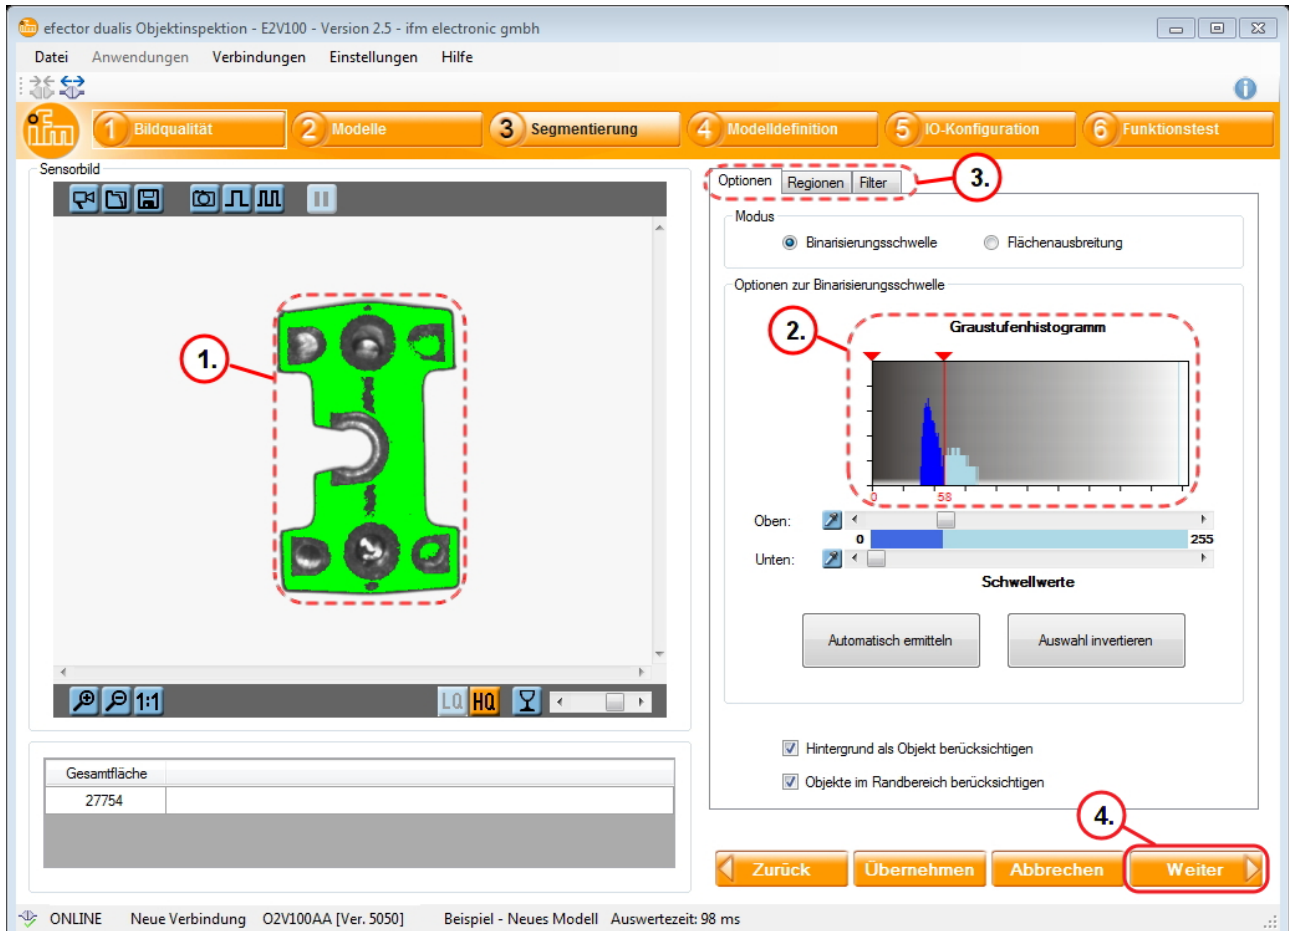 efector dualis Objektinspektion - E2V100 - Version 2.5 - ifm electronic gmbh
Datei Anwendungen Verbindungen Einstellungen Hilfe
ifm 1 Bildqualität 2 Modelle 3 Segmentierung 4 Modelldefinition 5 IO-Konfiguration 6 Funktionstest
Sensorbild
1.
1:1 LQ HQ
Gesamtfläche
27754
Optionen Regionen Filter 3.
Modus
Binarisierungsschwelle Flächenausbreitung
Optionen zur Binarisierungsschwelle
2. Graustufenhistogramm
0 58
Oben:
0 255
Unten:
Schwellwerte
Automatisch ermitteln Auswahl invertieren
Hintergrund als Objekt berücksichtigen
Objekte im Randbereich berücksichtigen
4.
Zurück Übernehmen Abbrechen Weiter
ONLINE Neue Verbindung O2V100AA [Ver. 5050] Beispiel - Neues Modell Auswertezeit: 98 ms